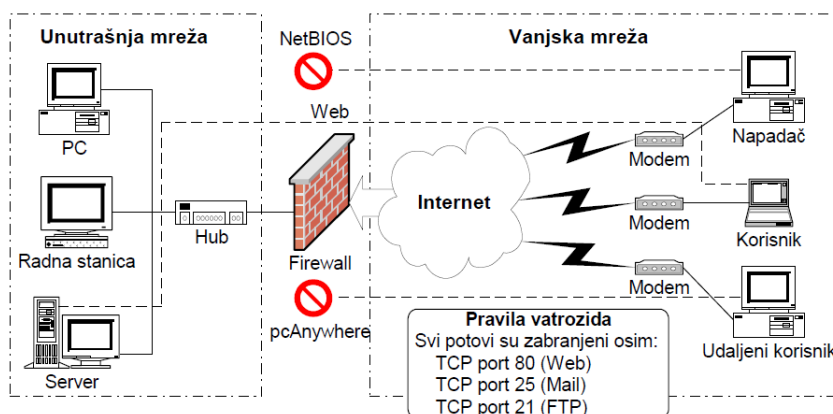 Unutrašnja mreža
NetBIOS
Vanjska mreža
Web
PC
Napadač
Modem
Internet
Hub
Radna stanica
Firewall
Modem
Korisnik
Modem
pcAnywhere
Server
Udaljeni korisnik
Pravila vatrozida
Svi potovi su zabranjeni osim:
TCP port 80 (Web)
TCP port 25 (Mail)
TCP port 21 (FTP)